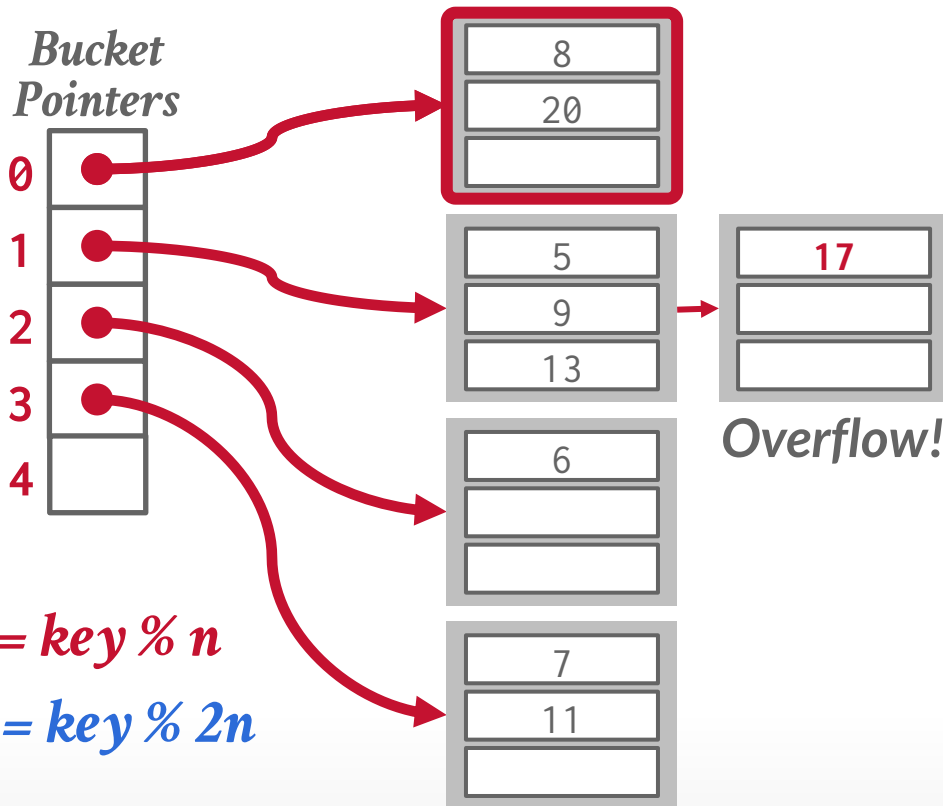 Bucket
Pointers
0
1
2
3
4
8
20
5
9
13
17
Overflow!
6
7
11
= key % n
= key % 2n